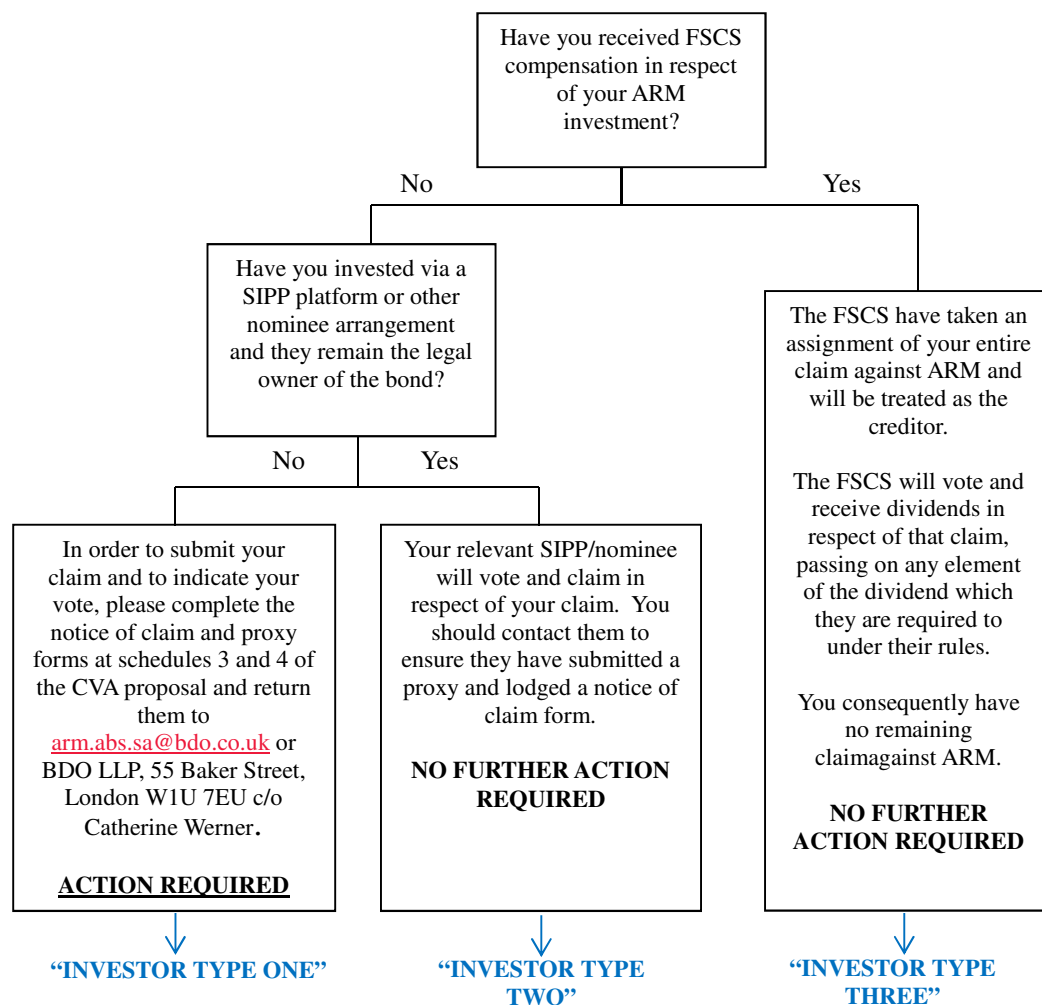 Have you received FSCS
compensation in respect
of your ARM
investment?
No
Yes
Have you invested via a
SIPP platform or other
nominee arrangement
and they remain the legal
owner of the bond?
No
Yes
In order to submit your
claim and to indicate your
vote, please complete the
notice of claim and proxy
forms at schedules 3 and 4 of
the CVA proposal and return
them to
arm.abs.sa@bdo.co.uk or
BDO LLP, 55 Baker Street,
London W1U 7EU c/o
Catherine Werner.
ACTION REQUIRED
"INVESTOR TYPE ONE"
Your relevant SIPP/nominee
will vote and claim in
respect of your claim.  You
should contact them to
ensure they have submitted a
proxy and lodged a notice of
claim form.
NO FURTHER ACTION
REQUIRED
“INVESTOR TYPE
TWO”
The FSCS have taken an
assignment of your entire
claim against ARM and
will be treated as the
creditor.
The FSCS will vote and
receive dividends in
respect of that claim,
passing on any element
of the dividend which
they are required to
under their rules.
You consequently have
no remaining
claimagainst ARM.
NO FURTHER
ACTION REQUIRED
“INVESTOR TYPE
THREE”